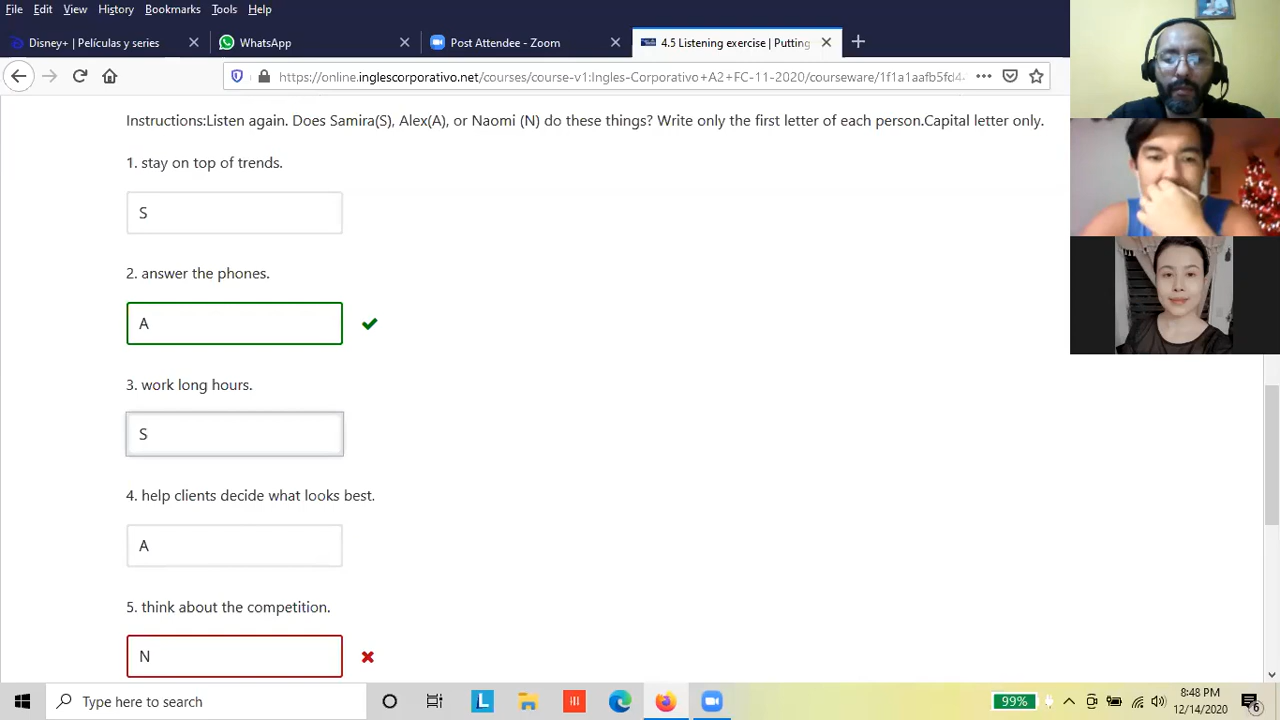 File Edit View History Bookmarks Tools Help
Disney+ | Películas y series
WhatsApp
Post Attendee - Zoom
4.5 Listening exercise | Putting
https://online.inglescorporativo.net/courses/course-v1:Ingles-Corporativo+A2+FC-11-2020/courseware/1f1a1aafb5fd4
Instructions:Listen again. Does Samira(S), Alex(A), or Naomi (N) do these things? Write only the first letter of each person.Capital letter only.
1. stay on top of trends.
S
2. answer the phones.
A
3. work long hours.
S
4. help clients decide what looks best.
A
5. think about the competition.
N
Type here to search
L
99%
8:48 PM
12/14/2020
6